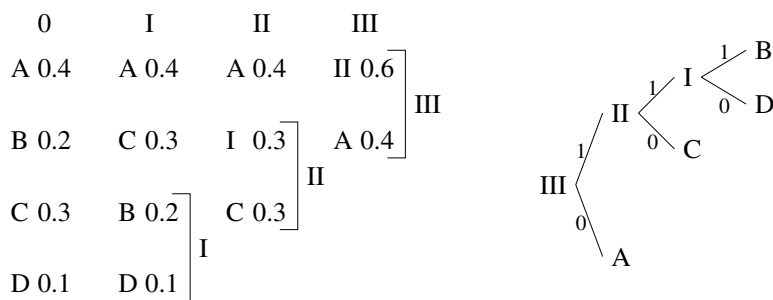 0 I II III
A 0.4 A 0.4 A 0.4 II 0.6
III
B 0.2 C 0.3 I 0.3 A 0.4
II
C 0.3 B 0.2 C 0.3
I
D 0.1 D 0.1
B
1
I
0
D
1
II
0
C
1
III
0
A